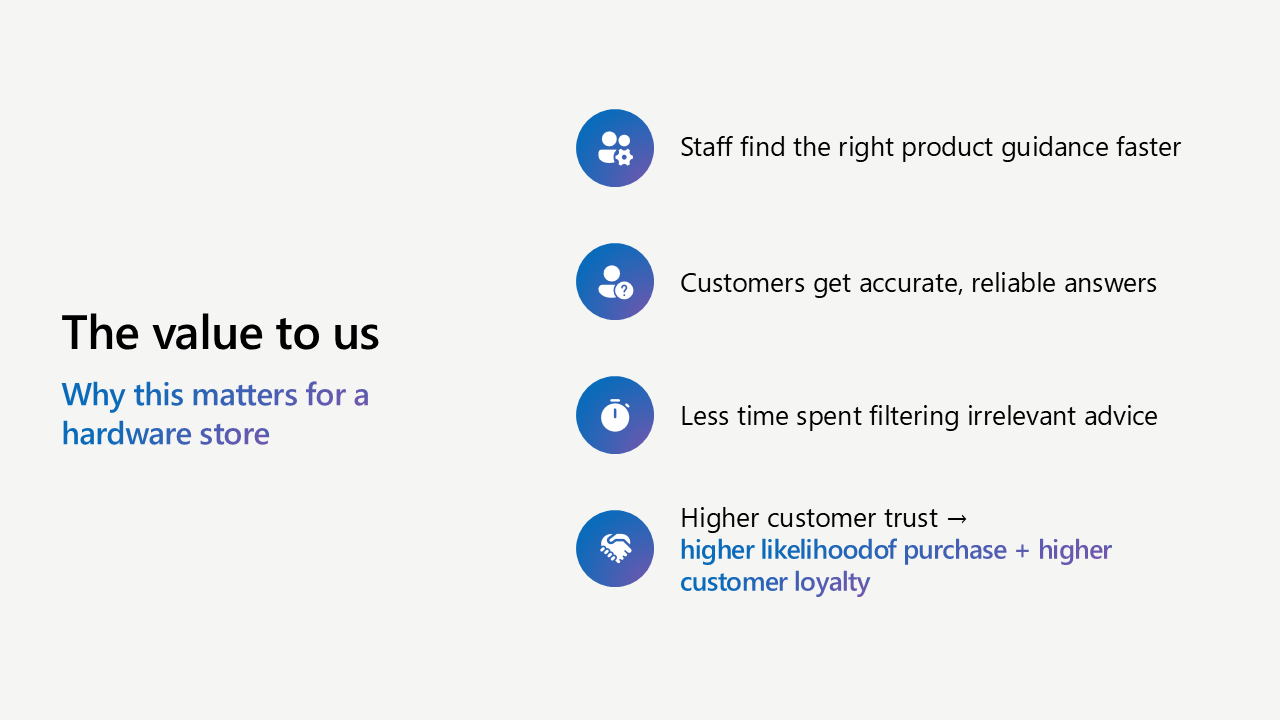 The value to us
Why this matters for a
hardware store
Staff find the right product guidance faster
Customers get accurate, reliable answers
Less time spent filtering irrelevant advice
Higher customer trust →
higher likelihoodof purchase + higher
customer loyalty